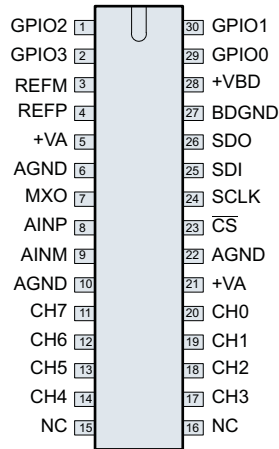 GPIO2 1 30 GPIO1
GPIO3 2 29 GPIO0
REFM 3 28 +VBD
REFP 4 27 BDGND
+VA 5 26 SDO
AGND 6 25 SDI
MXO 7 24 SCLK
AINP 8 23 C̅S̅
AINM 9 22 AGND
AGND 10 21 +VA
CH7 11 20 CH0
CH6 12 19 CH1
CH5 13 18 CH2
CH4 14 17 CH3
NC 15 16 NC